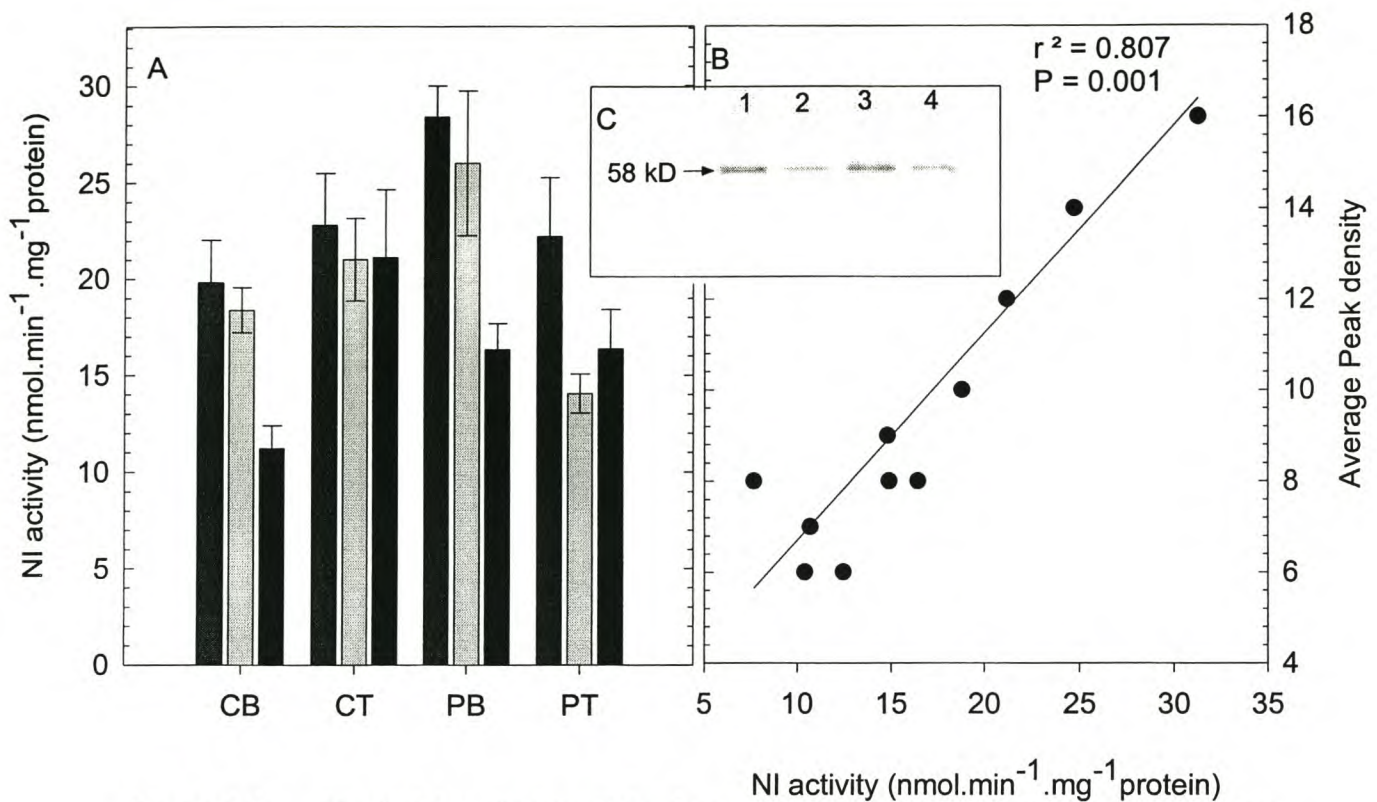 A
NI activity (nmol.min⁻¹.mg⁻¹protein)
30
25
20
15
10
5
0
CB CT PB PT
B
r ² = 0.807
P = 0.001
C
1 2 3 4
58 kD
18
16
14
12
10
8
6
4
Average Peak density
5 10 15 20 25 30 35
NI activity (nmol.min⁻¹.mg⁻¹protein)